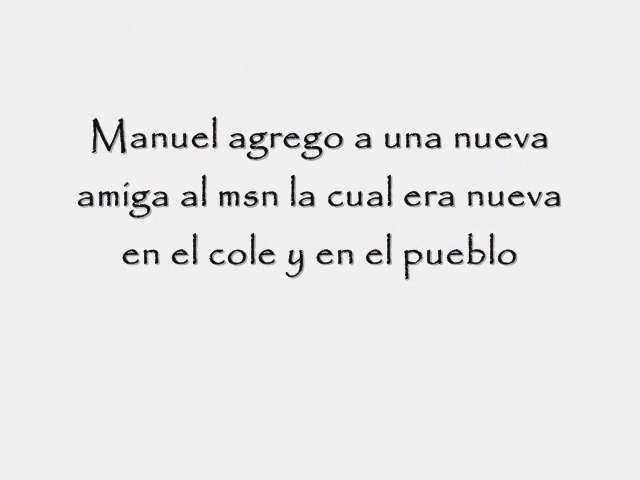 Manuel agrego a una nueva
amiga al msn la cual era nueva
en el cole y en el pueblo